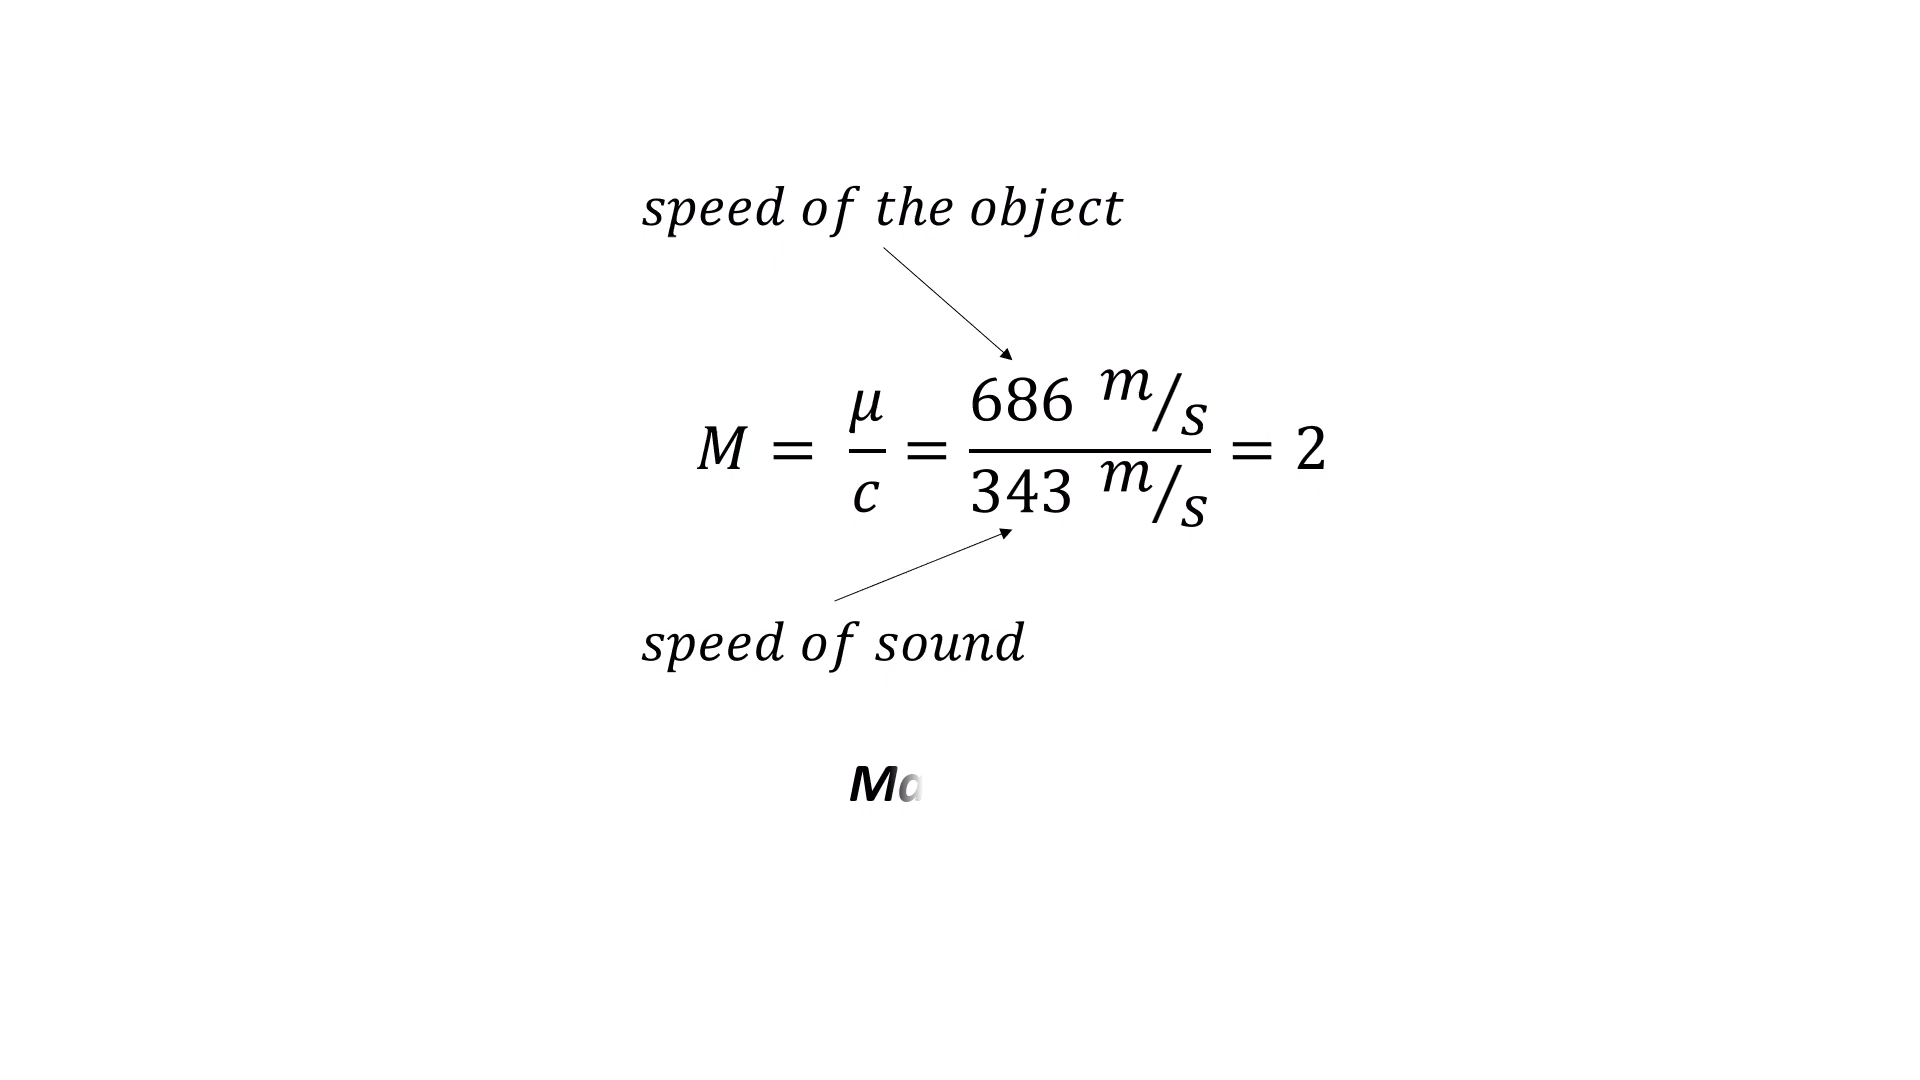 speed of the object
M = μ/c = 686 m/s / 343 m/s = 2
speed of sound
Ma